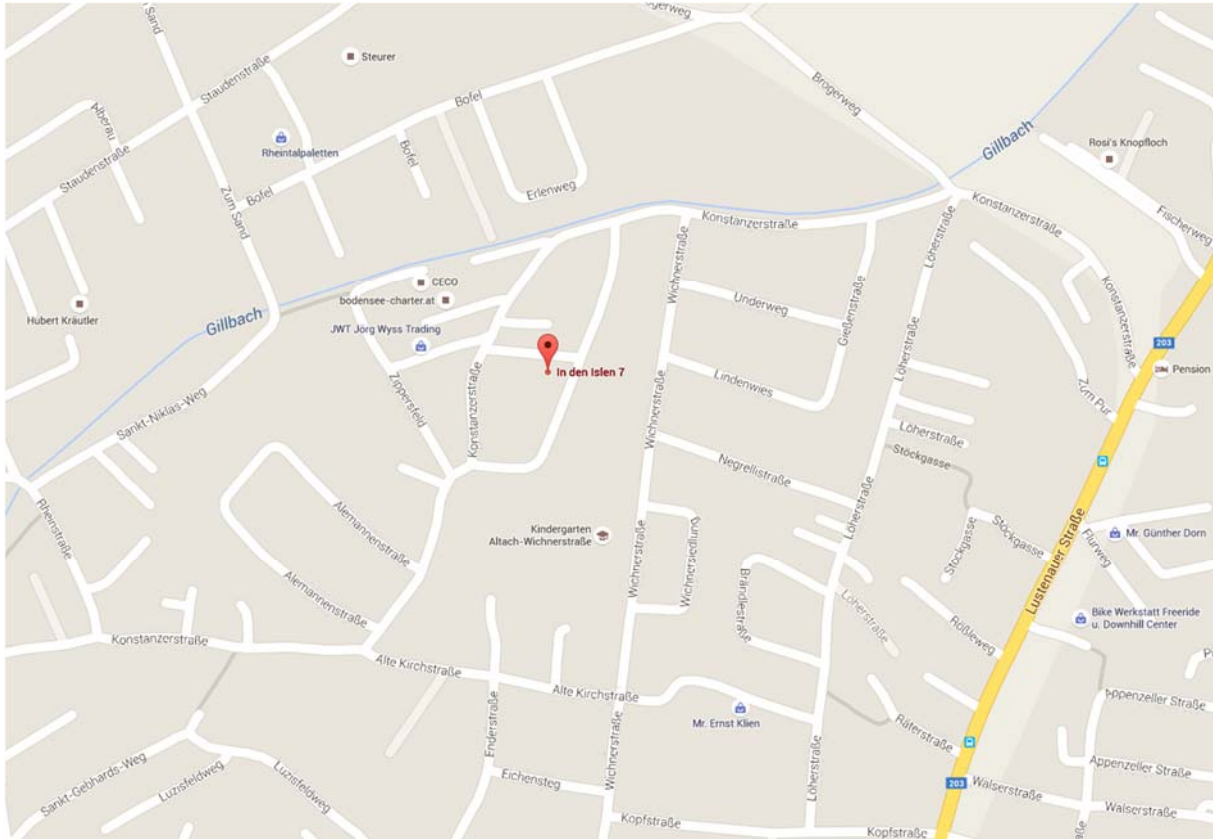 Sand
ogerweg
Steurer
Staudenstraße
Brogerweg
Bofel
Alberau
Rheintalpaletten
Bofel
Gillbach
Rosi's Knopfloch
Staudenstraße
Bofel
Zum Sand
Erlenweg
Konstanzerstraße
Konstanzerstraße
Fischerweg
Löherstraße
CECO
Wichnerstraße
bodensee-charter.at
Underweg
Gießenstraße
Konstanzerstraße
Hubert Kräutler
Gillbach
JWT Jörg Wyss Trading
203
In den Islen 7
Löherstraße
Pension
Zippersfeld
Lindenwies
Zum Pur
Sankt-Niklas-Weg
Konstanzerstraße
Wichnerstraße
Löherstraße
Stöckgasse
Negrellistraße
Rheinstraße
Alemannenstraße
Löherstraße
Kindergarten
Altach-Wichnerstraße
Wichnerstraße
Wichnersiedlung
Stöckgasse
Stöckgasse
Mr. Günther Dorn
Flurweg
Lustenauer Straße
Alemannenstraße
Brändlestraße
Löherstraße
Rößleweg
Bike Werkstatt Freeride
u. Downhill Center
Konstanzerstraße
Alte Kirchstraße
Alte Kirchstraße
Appenzeller Straße
Mr. Ernst Klien
Enderstraße
Wichnerstraße
Löherstraße
Räterstraße
Appenzeller Straße
Sankt-Gebhards-Weg
Luzisfeldweg
Luzisfeldweg
Eichensteg
203
Walserstraße
Walserstraße
Kopfstraße
Kopfstraße